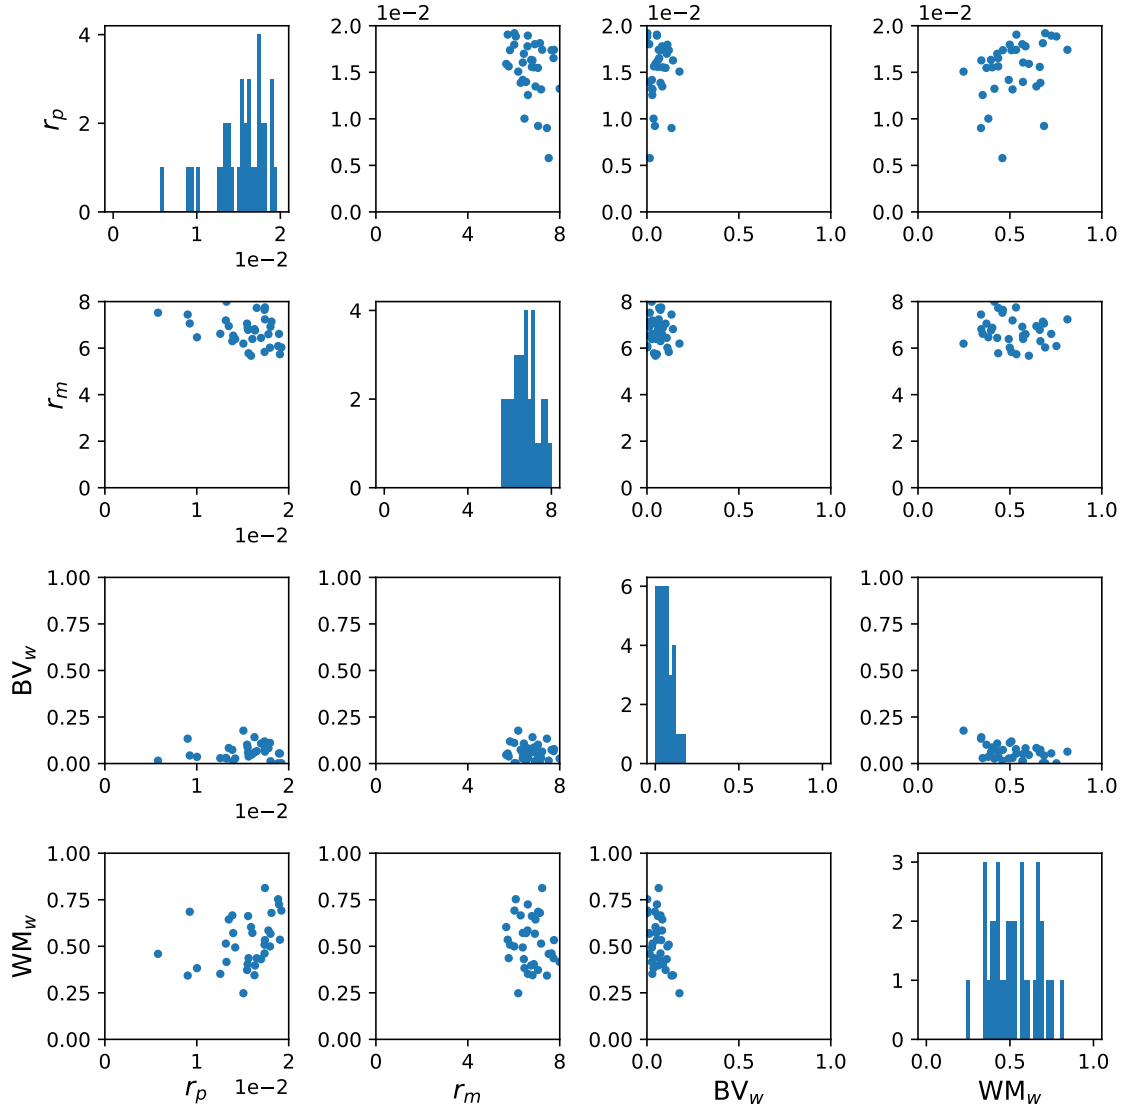 1e−2 1e−2
4 2.0 2.0 2.0
1.5 1.5 1.5
r_p 2 1.0 1.0 1.0
0.5 0.5 0.5
0 0.0 0.0 0.0
0 1 2 0 4 8 0.0 0.5 1.0 0.0 0.5 1.0
1e−2
8 4 8 8
6 6 6
r_m 4 2 4 4
2 2 2
0 0 0 0
0 1 2 0 4 8 0.0 0.5 1.0 0.0 0.5 1.0
1e−2
1.00 1.00 6 1.00
0.75 0.75 4 0.75
BV_w 0.50 0.50 0.50
0.25 0.25 2 0.25
0.00 0.00 0 0.00
0 1 2 0 4 8 0.0 0.5 1.0 0.0 0.5 1.0
1e−2
1.00 1.00 1.00 3
0.75 0.75 0.75 2
WM_w 0.50 0.50 0.50
0.25 0.25 0.25 1
0.00 0.00 0.00 0
0 1 2 0 4 8 0.0 0.5 1.0 0.0 0.5 1.0
r_p 1e−2 r_m BV_w WM_w